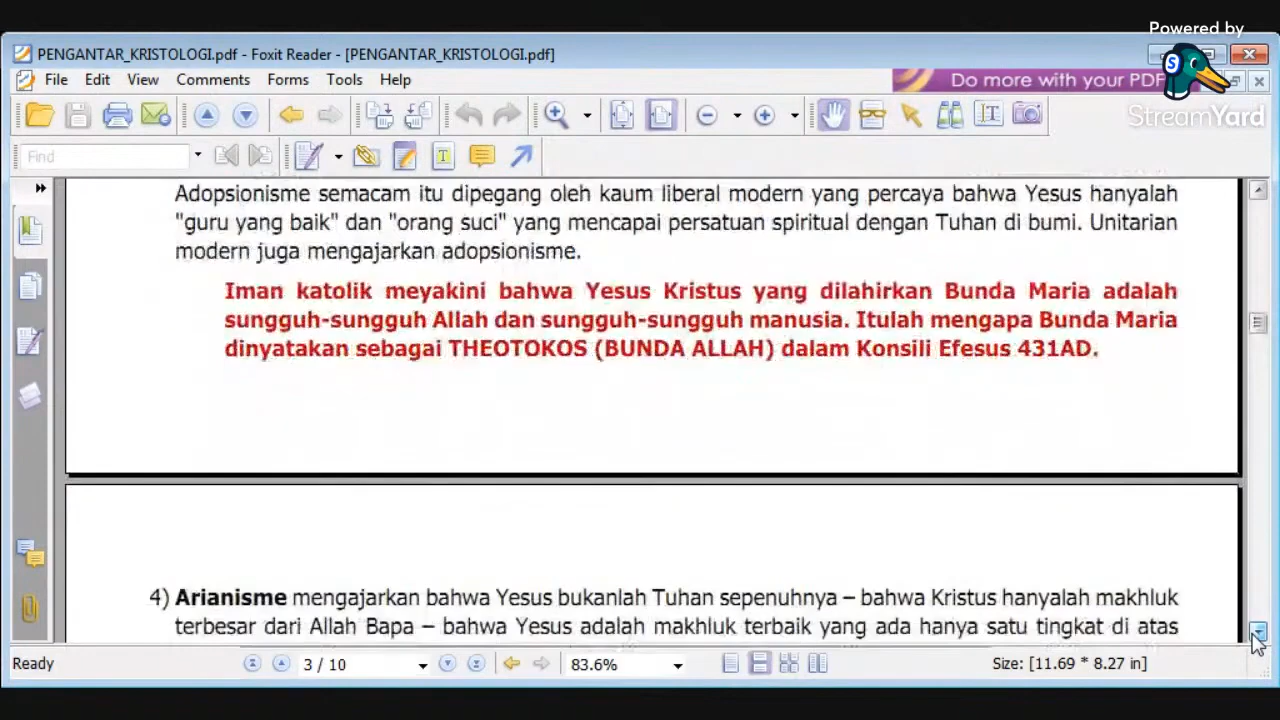 Powered by
StreamYard
PENGANTAR_KRISTOLOGI.pdf - Foxit Reader - [PENGANTAR_KRISTOLOGI.pdf]
File Edit View Comments Forms Tools Help
Do more with your PDF
Find
Adopsionisme semacam itu dipegang oleh kaum liberal modern yang percaya bahwa Yesus hanyalah
"guru yang baik" dan "orang suci" yang mencapai persatuan spiritual dengan Tuhan di bumi. Unitarian
modern juga mengajarkan adopsionisme.
Iman katolik meyakini bahwa Yesus Kristus yang dilahirkan Bunda Maria adalah
sungguh-sungguh Allah dan sungguh-sungguh manusia. Itulah mengapa Bunda Maria
dinyatakan sebagai THEOTOKOS (BUNDA ALLAH) dalam Konsili Efesus 431AD.
4) Arianisme mengajarkan bahwa Yesus bukanlah Tuhan sepenuhnya – bahwa Kristus hanyalah makhluk
terbesar dari Allah Bapa – bahwa Yesus adalah makhluk terbaik yang ada hanya satu tingkat di atas
Ready 3 / 10 83.6% Size: [11.69 * 8.27 in]